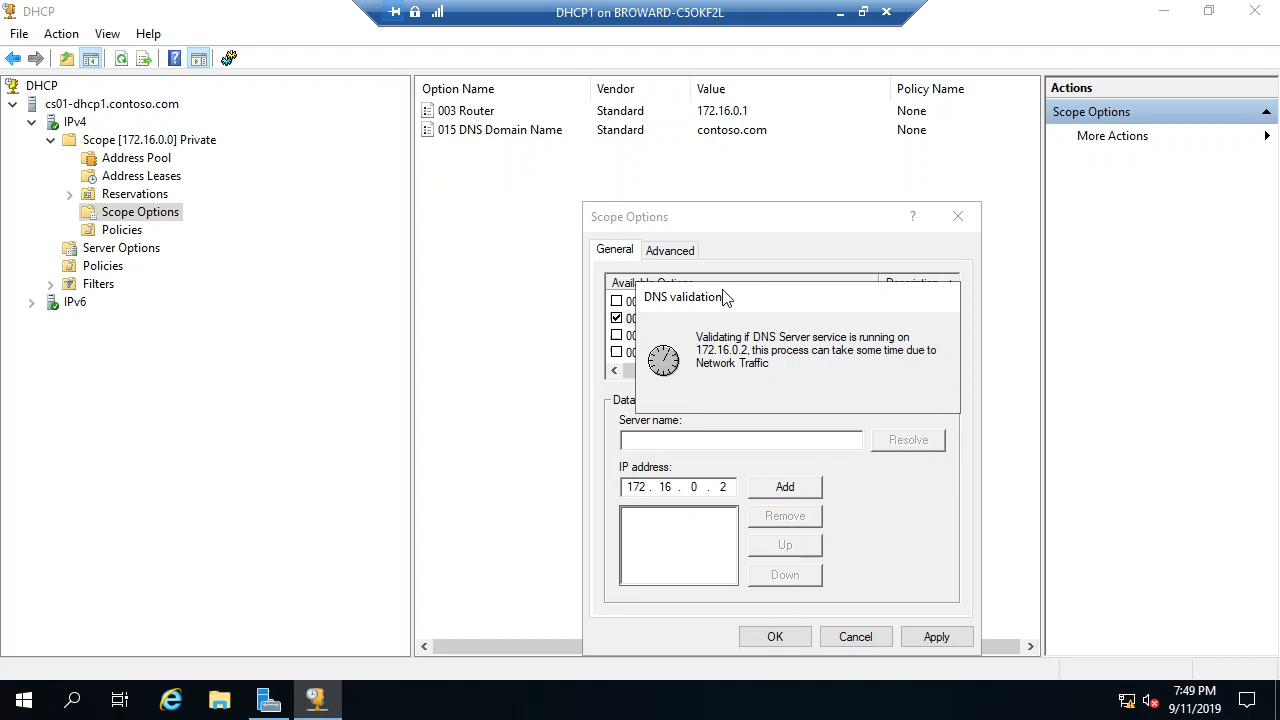 DHCP
DHCP1 on BROWARD-C5OKF2L
File Action View Help
DHCP
cs01-dhcp1.contoso.com
IPv4
Scope [172.16.0.0] Private
Address Pool
Address Leases
Reservations
Scope Options
Policies
Server Options
Policies
Filters
IPv6
Option Name Vendor Value Policy Name
003 Router Standard 172.16.0.1 None
015 DNS Domain Name Standard contoso.com None
Actions
Scope Options
More Actions
Scope Options
General Advanced
DNS validation
Validating if DNS Server service is running on
172.16.0.2, this process can take some time due to
Network Traffic
Data
Server name:
Resolve
IP address:
172 . 16 . 0 . 2 Add
Remove
Up
Down
OK Cancel Apply
7:49 PM
9/11/2019